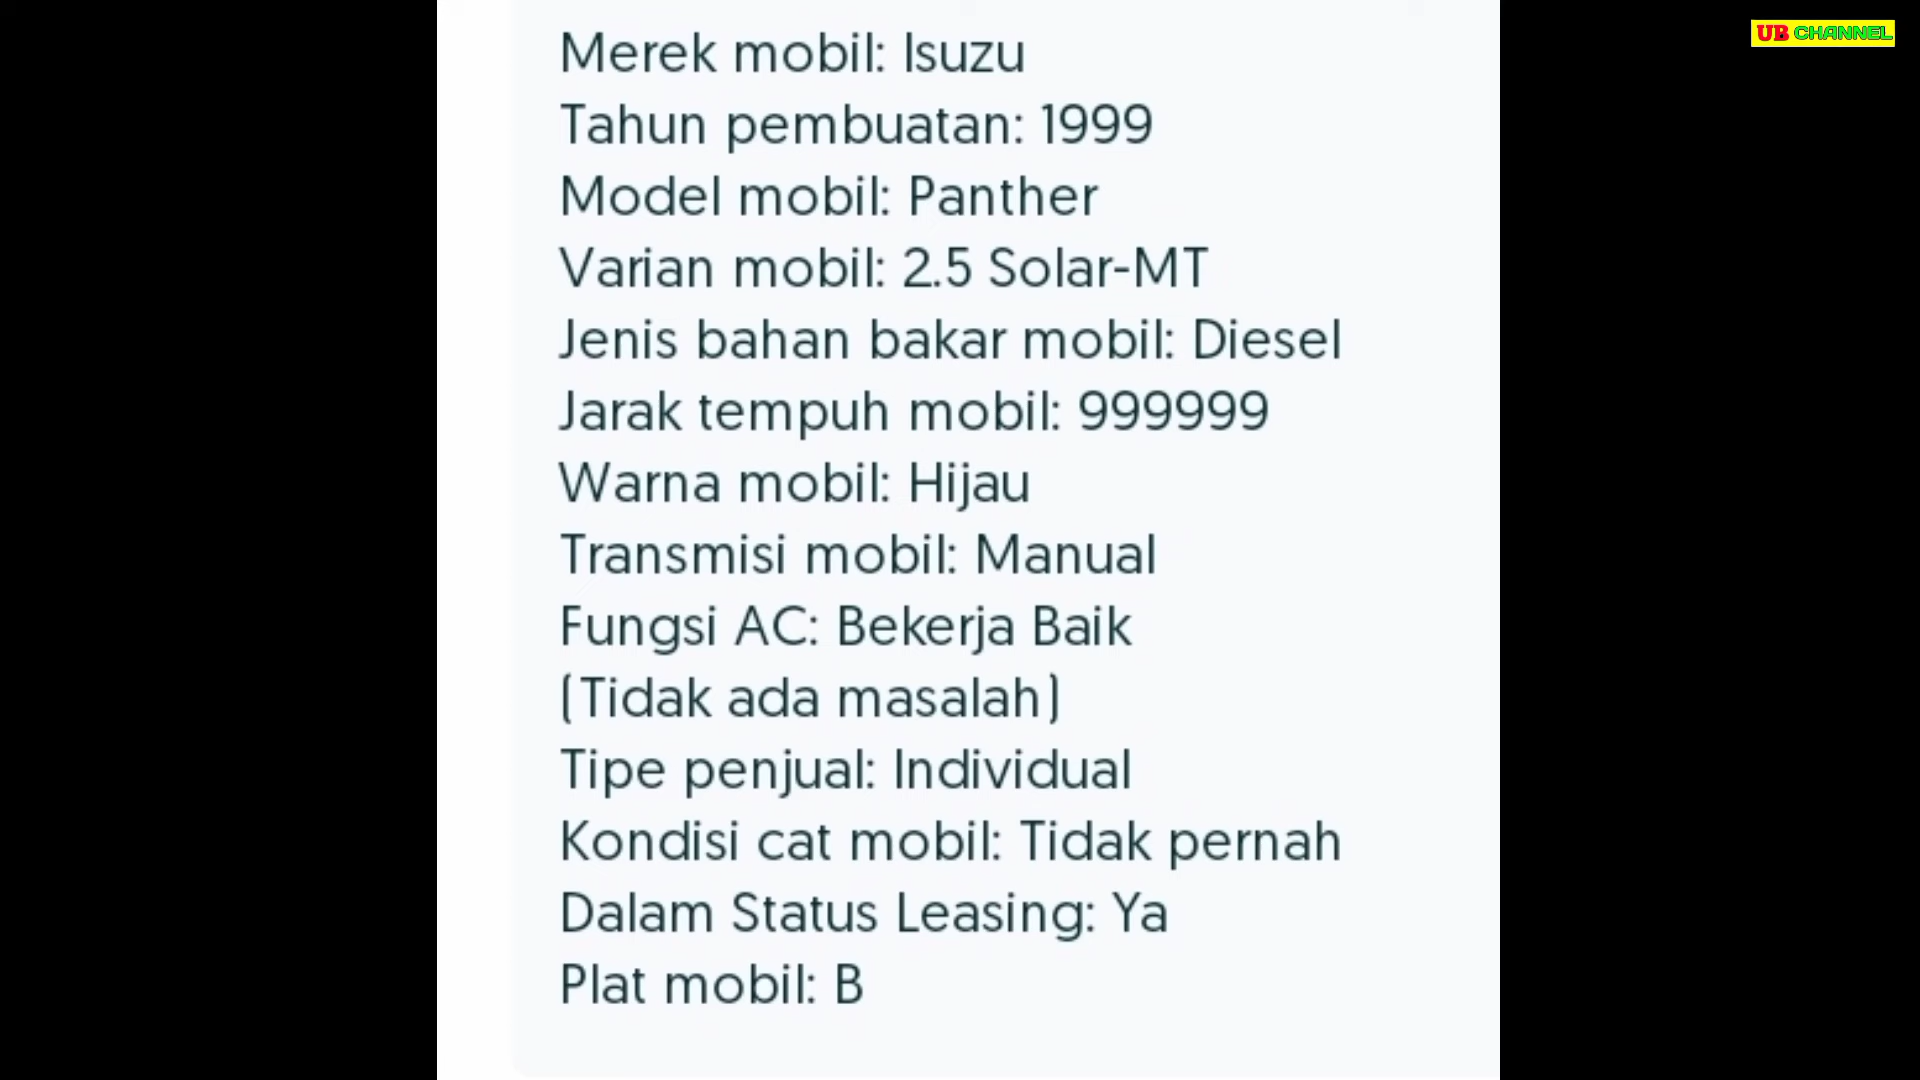 UB CHANNEL
Merek mobil: Isuzu
Tahun pembuatan: 1999
Model mobil: Panther
Varian mobil: 2.5 Solar-MT
Jenis bahan bakar mobil: Diesel
Jarak tempuh mobil: 999999
Warna mobil: Hijau
Transmisi mobil: Manual
Fungsi AC: Bekerja Baik
(Tidak ada masalah)
Tipe penjual: Individual
Kondisi cat mobil: Tidak pernah
Dalam Status Leasing: Ya
Plat mobil: B